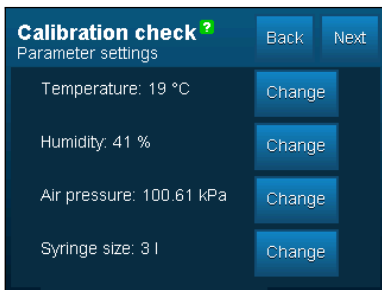 Calibration check ?
Parameter settings
Back
Next
Temperature: 19 °C
Change
Humidity: 41 %
Change
Air pressure: 100.61 kPa
Change
Syringe size: 3 l
Change